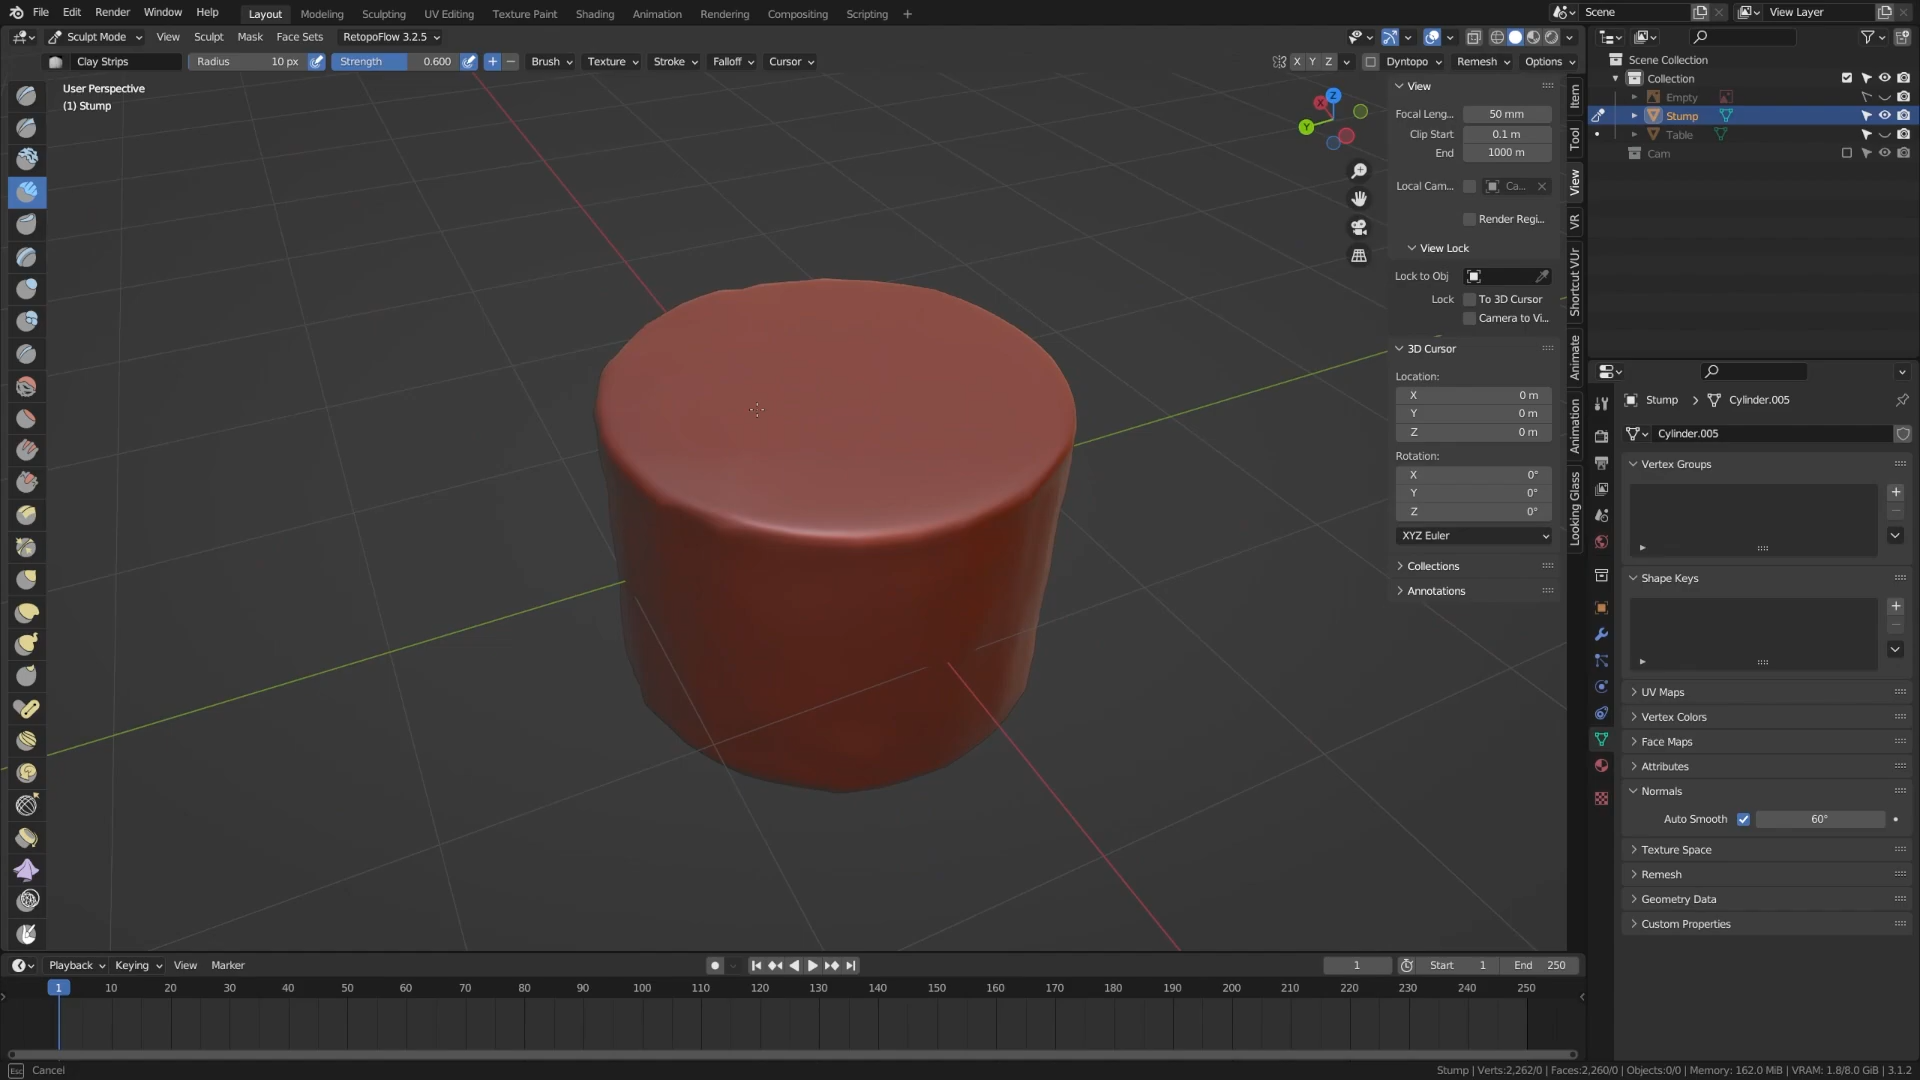 File Edit Render Window Help Layout Modeling Sculpting UV Editing Texture Paint Shading Animation Rendering Compositing Scripting + Scene View Layer
Sculpt Mode View Sculpt Mask Face Sets RetopoFlow 3.2.5
Clay Strips Radius 10 px Strength 0.600 Brush Texture Stroke Falloff Cursor X Y Z Dyntopo Remesh Options
User Perspective
(1) Stump
Z
X
Y
View
Focal Leng... 50 mm
Clip Start 0.1 m
End 1000 m
Local Cam... Ca...
Render Regi...
View Lock
Lock to Obj
Lock To 3D Cursor
Camera to Vi...
3D Cursor
Location:
X 0 m
Y 0 m
Z 0 m
Rotation:
X 0°
Y 0°
Z 0°
XYZ Euler
Collections
Annotations
Item
Tool
View
VR
Shortcut VUr
Animate
Animation
Looking Glass
Scene Collection
Collection
Empty
Stump
Table
Cam
Stump > Cylinder.005
Cylinder.005
Vertex Groups
Shape Keys
UV Maps
Vertex Colors
Face Maps
Attributes
Normals
Auto Smooth 60°
Texture Space
Remesh
Geometry Data
Custom Properties
Playback Keying View Marker 1 Start 1 End 250
1 10 20 30 40 50 60 70 80 90 100 110 120 130 140 150 160 170 180 190 200 210 220 230 240 250
Esc Cancel
Stump | Verts:2,262/0 | Faces:2,260/0 | Objects:0/0 | Memory: 162.0 MiB | VRAM: 1.8/8.0 GiB | 3.1.2